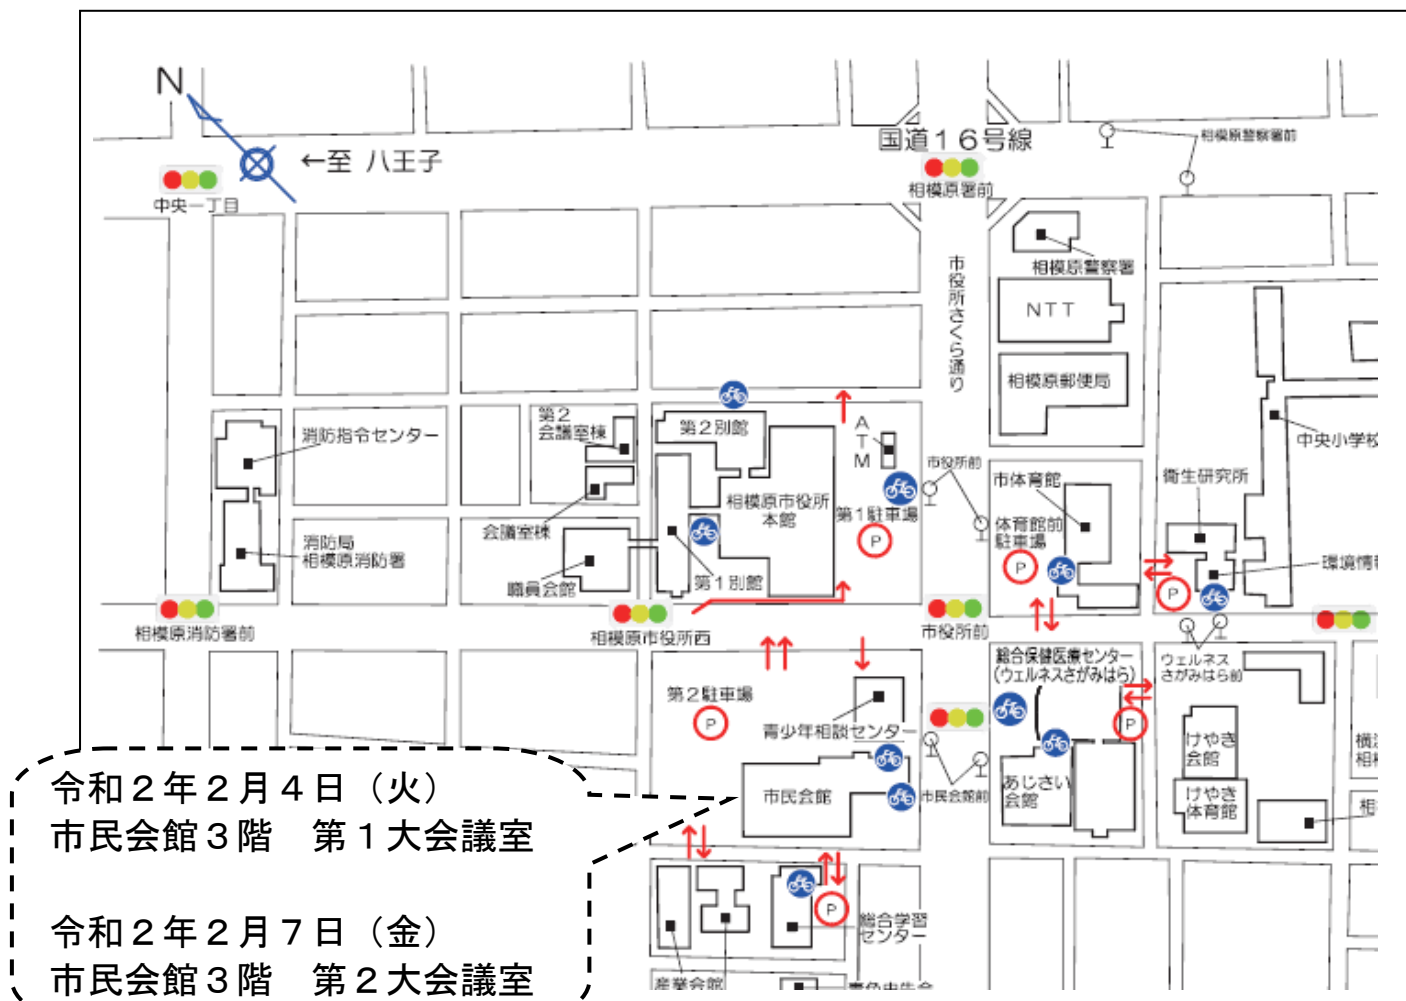 N
国道１６号線
相模原警察署前
←至 八王子
中央一丁目
相模原署前
相模原警察署
市役所さくら通り
ＮＴＴ
相模原郵便局
第２
会議室棟
第２別館
ＡＴＭ
消防指令センター
中央小学校
市役所前
市体育館
衛生研究所
相模原市役所
本館
第１駐車場
体育館前
駐車場
会議室棟
消防局
相模原消防署
P
P
環境情報
職員会館
第１別館
P
相模原消防署前
相模原市役所西
市役所前
総合保健医療センター
（ウェルネスさがみはら）
ウェルネス
さがみはら前
第２駐車場
P
P
青少年相談センター
けやき
会館
横浜
相模
令和２年２月４日（火）
市民会館３階　第１大会議室
市民会館
市民会館前
あじさい
会館
けやき
体育館
相
令和２年２月７日（金）
市民会館３階　第２大会議室
P
総合学習
センター
産業会館